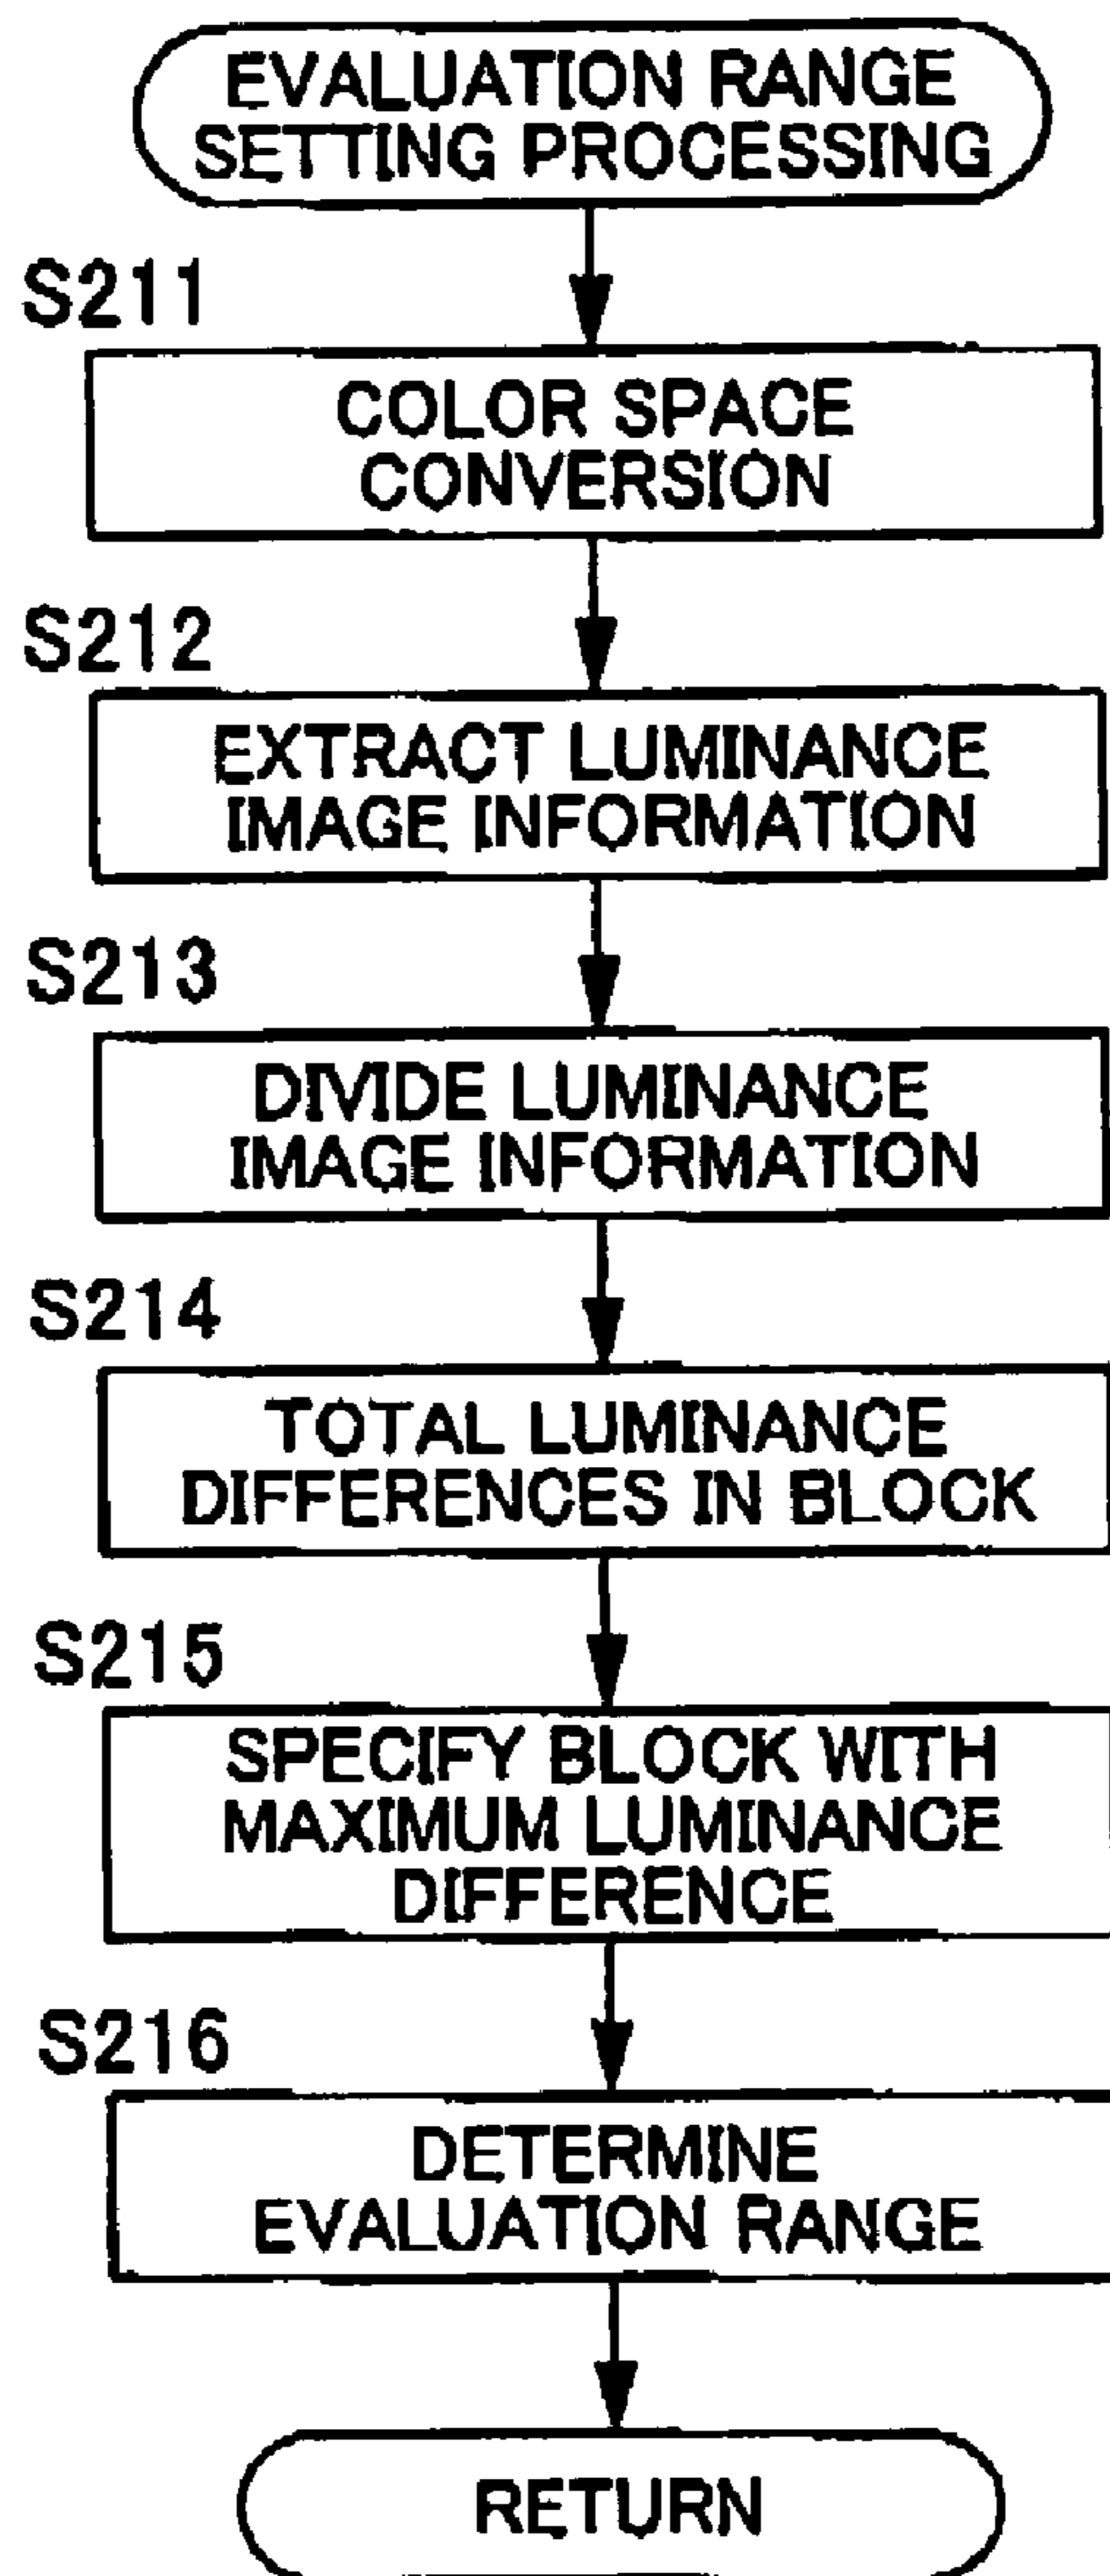 EVALUATION RANGE
SETTING PROCESSING
S211
COLOR SPACE
CONVERSION
S212
EXTRACT LUMINANCE
IMAGE INFORMATION
S213
DIVIDE LUMINANCE
IMAGE INFORMATION
S214
TOTAL LUMINANCE
DIFFERENCES IN BLOCK
S215
SPECIFY BLOCK WITH
MAXIMUM LUMINANCE
DIFFERENCE
S216
DETERMINE
EVALUATION RANGE
RETURN